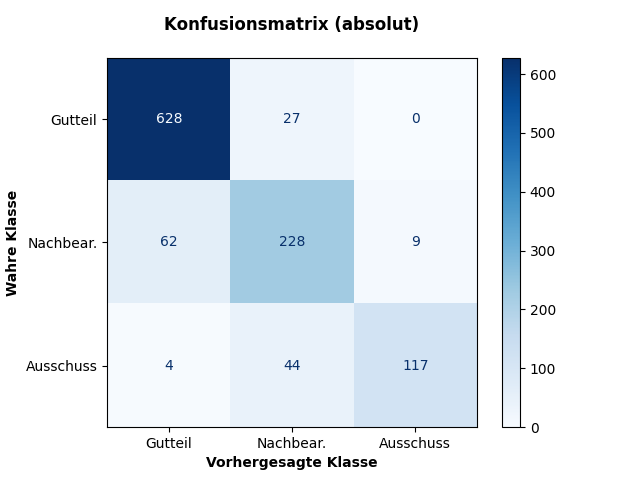 Konfusionsmatrix (absolut)
Wahre Klasse
Gutteil 628 27 0
Nachbear. 62 228 9
Ausschuss 4 44 117
Gutteil Nachbear. Ausschuss
Vorhergesagte Klasse
600
500
400
300
200
100
0